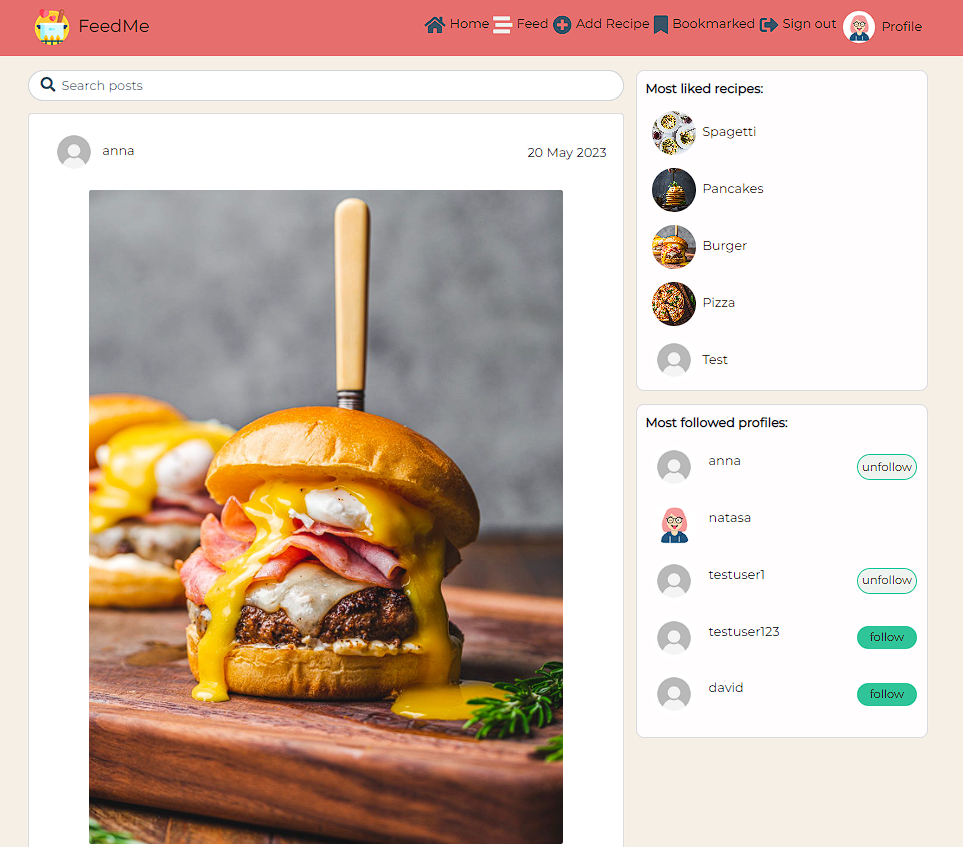 FeedMe
Home Feed Add Recipe Bookmarked Sign out Profile
Search posts
anna
20 May 2023
Most liked recipes:
Spagetti
Pancakes
Burger
Pizza
Test
Most followed profiles:
anna unfollow
natasa
testuser1 unfollow
testuser123 follow
david follow